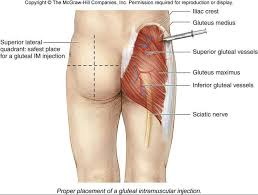 Copyright © The McGraw-Hill Companies, Inc. Permission required for reproduction or display.
Iliac crest
Gluteus medius
Superior lateral
quadrant: safest place
for a gluteal IM injection
Superior gluteal vessels
Gluteus maximus
Inferior gluteal vessels
Sciatic nerve
Proper placement of a gluteal intramuscular injection.